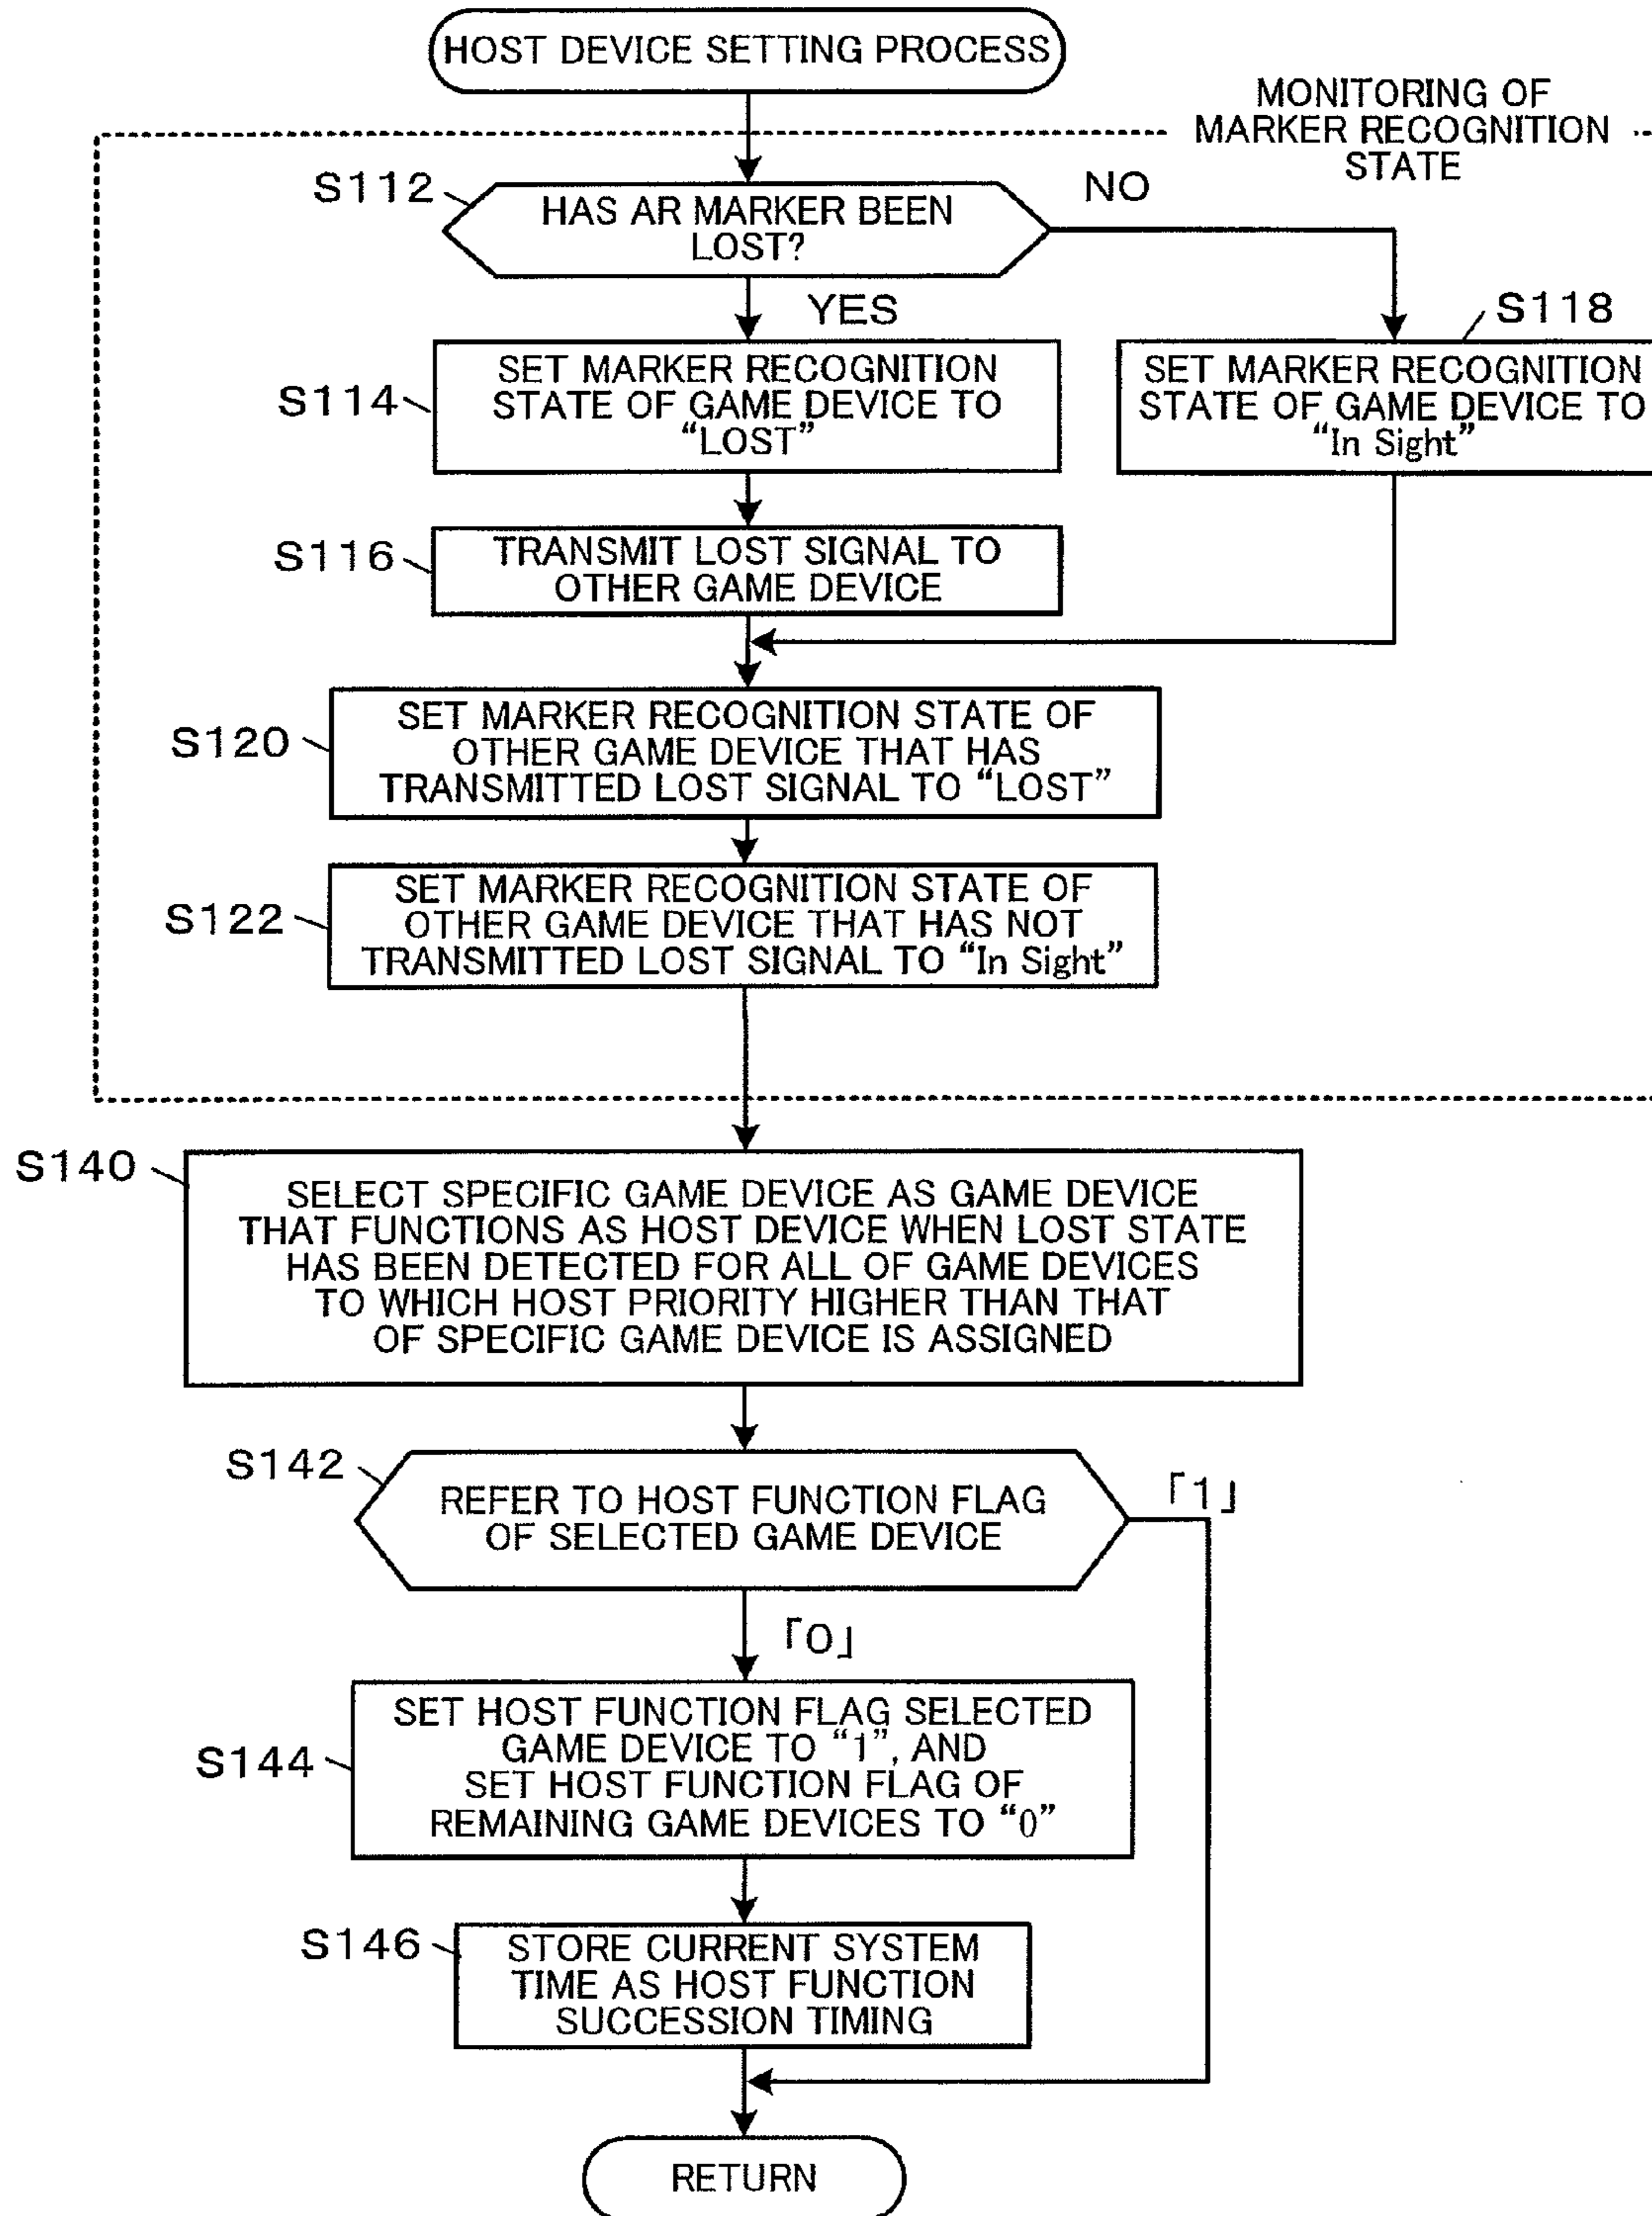 HOST DEVICE SETTING PROCESS
MONITORING OF
MARKER RECOGNITION
STATE
S112
HAS AR MARKER BEEN
LOST?
NO
YES
S114
SET MARKER RECOGNITION
STATE OF GAME DEVICE TO
“LOST”
S118
SET MARKER RECOGNITION
STATE OF GAME DEVICE TO
“In Sight”
S116
TRANSMIT LOST SIGNAL TO
OTHER GAME DEVICE
S120
SET MARKER RECOGNITION STATE OF
OTHER GAME DEVICE THAT HAS
TRANSMITTED LOST SIGNAL TO “LOST”
S122
SET MARKER RECOGNITION STATE OF
OTHER GAME DEVICE THAT HAS NOT
TRANSMITTED LOST SIGNAL TO “In Sight”
S140
SELECT SPECIFIC GAME DEVICE AS GAME DEVICE
THAT FUNCTIONS AS HOST DEVICE WHEN LOST STATE
HAS BEEN DETECTED FOR ALL OF GAME DEVICES
TO WHICH HOST PRIORITY HIGHER THAN THAT
OF SPECIFIC GAME DEVICE IS ASSIGNED
S142
REFER TO HOST FUNCTION FLAG
OF SELECTED GAME DEVICE
「1」
「0」
S144
SET HOST FUNCTION FLAG SELECTED
GAME DEVICE TO “1”, AND
SET HOST FUNCTION FLAG OF
REMAINING GAME DEVICES TO “0”
S146
STORE CURRENT SYSTEM
TIME AS HOST FUNCTION
SUCCESSION TIMING
RETURN